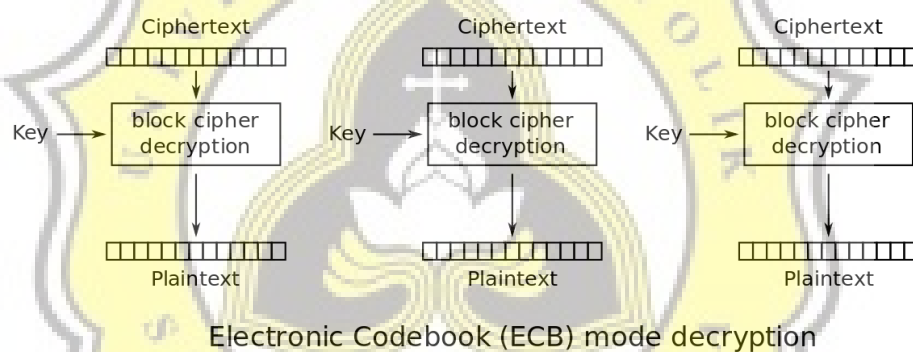 Ciphertext Ciphertext Ciphertext
Key block cipher decryption Key block cipher decryption Key block cipher decryption
Plaintext Plaintext Plaintext
Electronic Codebook (ECB) mode decryption